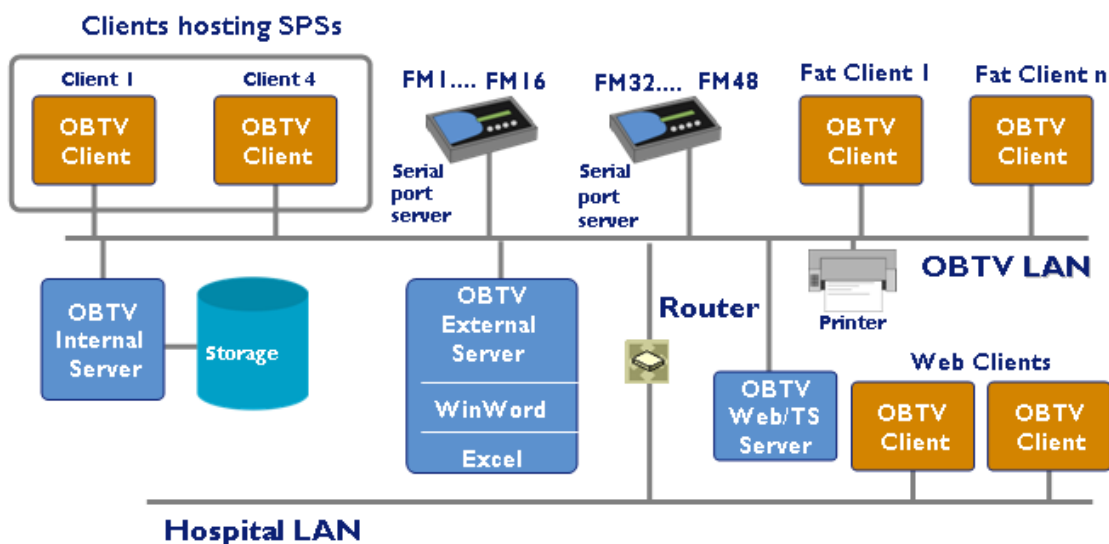 Clients hosting SPSs
Client 1
Client 4
OBTV
Client
OBTV
Client
FM1.... FM16
Serial
port
server
FM32.... FM48
Serial
port
server
Fat Client 1
Fat Client n
OBTV
Client
OBTV
Client
OBTV LAN
OBTV
Internal
Server
Storage
OBTV
External
Server
WinWord
Excel
Router
OBTV
Web/TS
Server
Printer
Web Clients
OBTV
Client
OBTV
Client
Hospital LAN